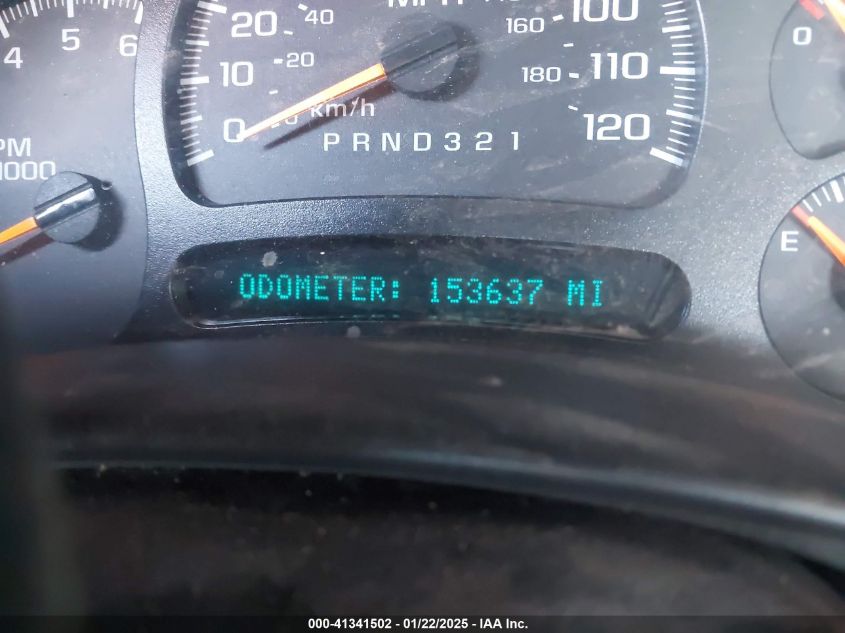 4 5 6
PM
1000
MPH
0 10 20 100 110 120
20 40 160 180
km/h
PRND321
ODOMETER: 153637 MI
0
E
000-41341502 - 01/22/2025 - IAA Inc.